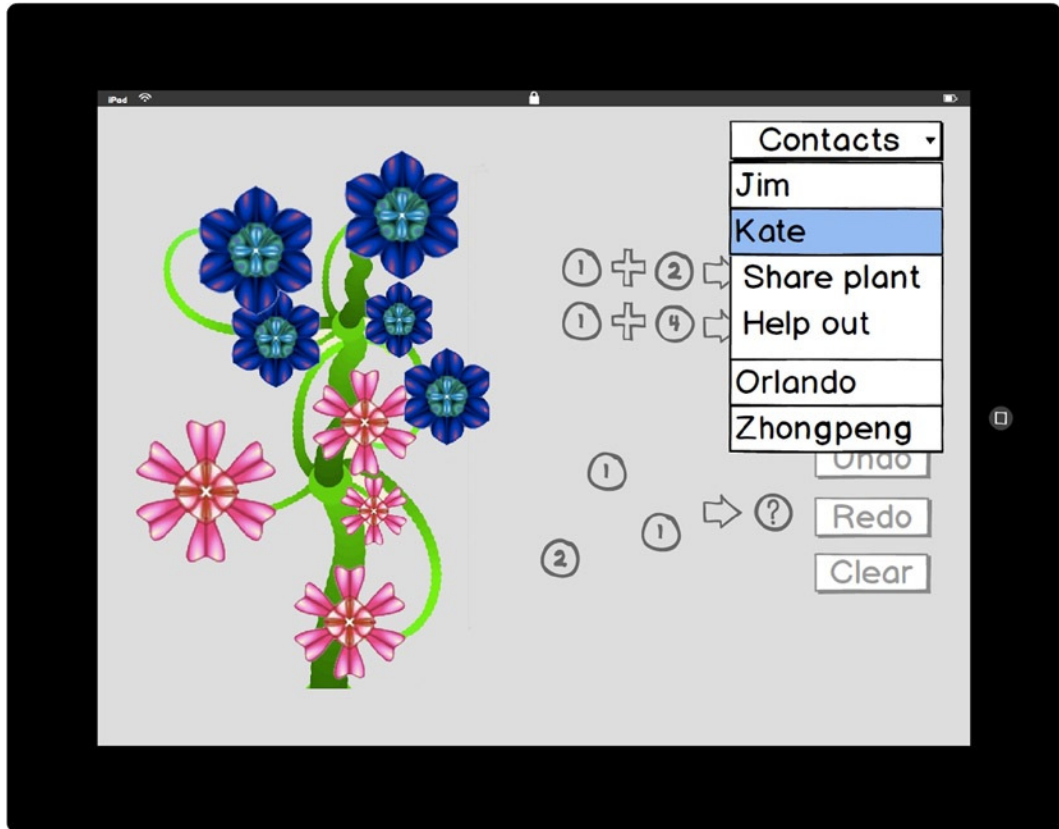 iPad
Contacts
Jim
Kate
1 + 2
Share plant
1 + 4
Help out
Orlando
Zhongpeng
Undo
1
?
Redo
1
2
Clear